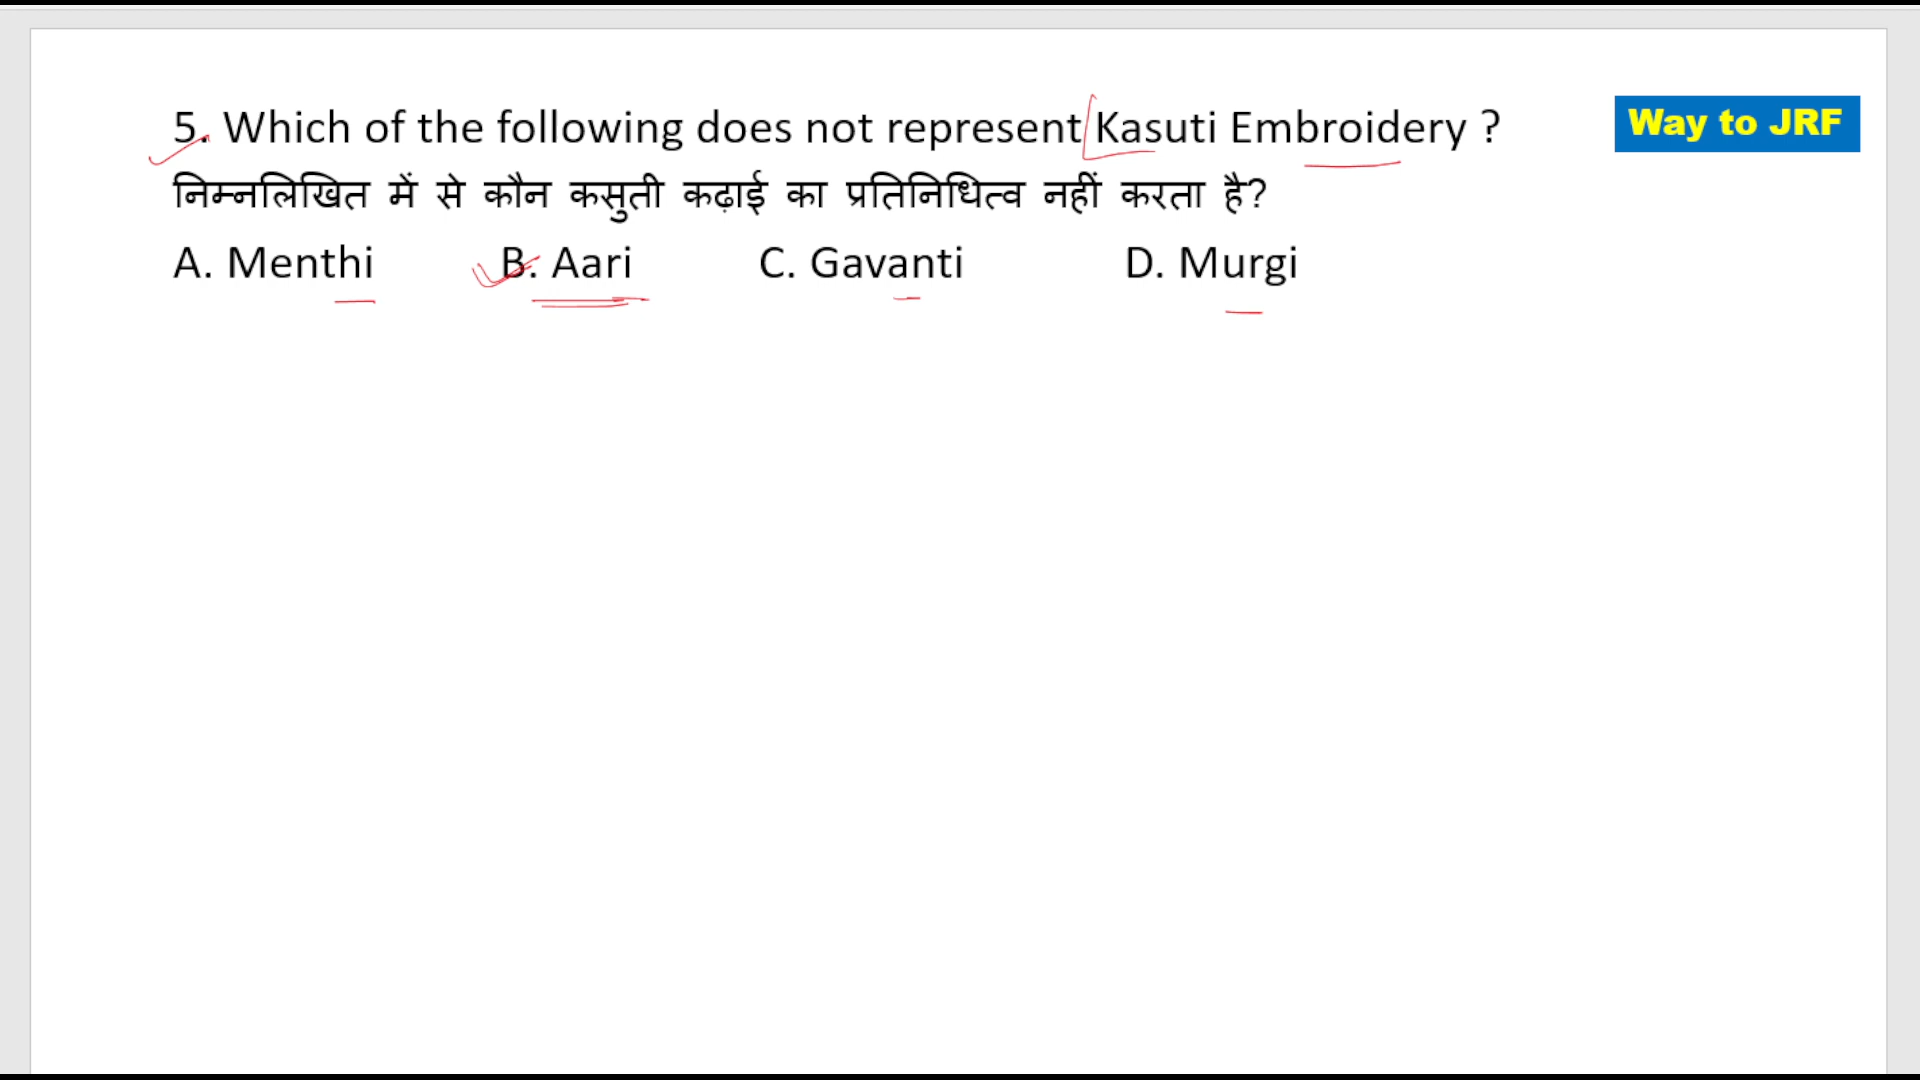 5. Which of the following does not represent Kasuti Embroidery ?
Way to JRF
निम्नलिखित में से कौन कसुती कढ़ाई का प्रतिनिधित्व नहीं करता है?
A. Menthi B. Aari C. Gavanti D. Murgi